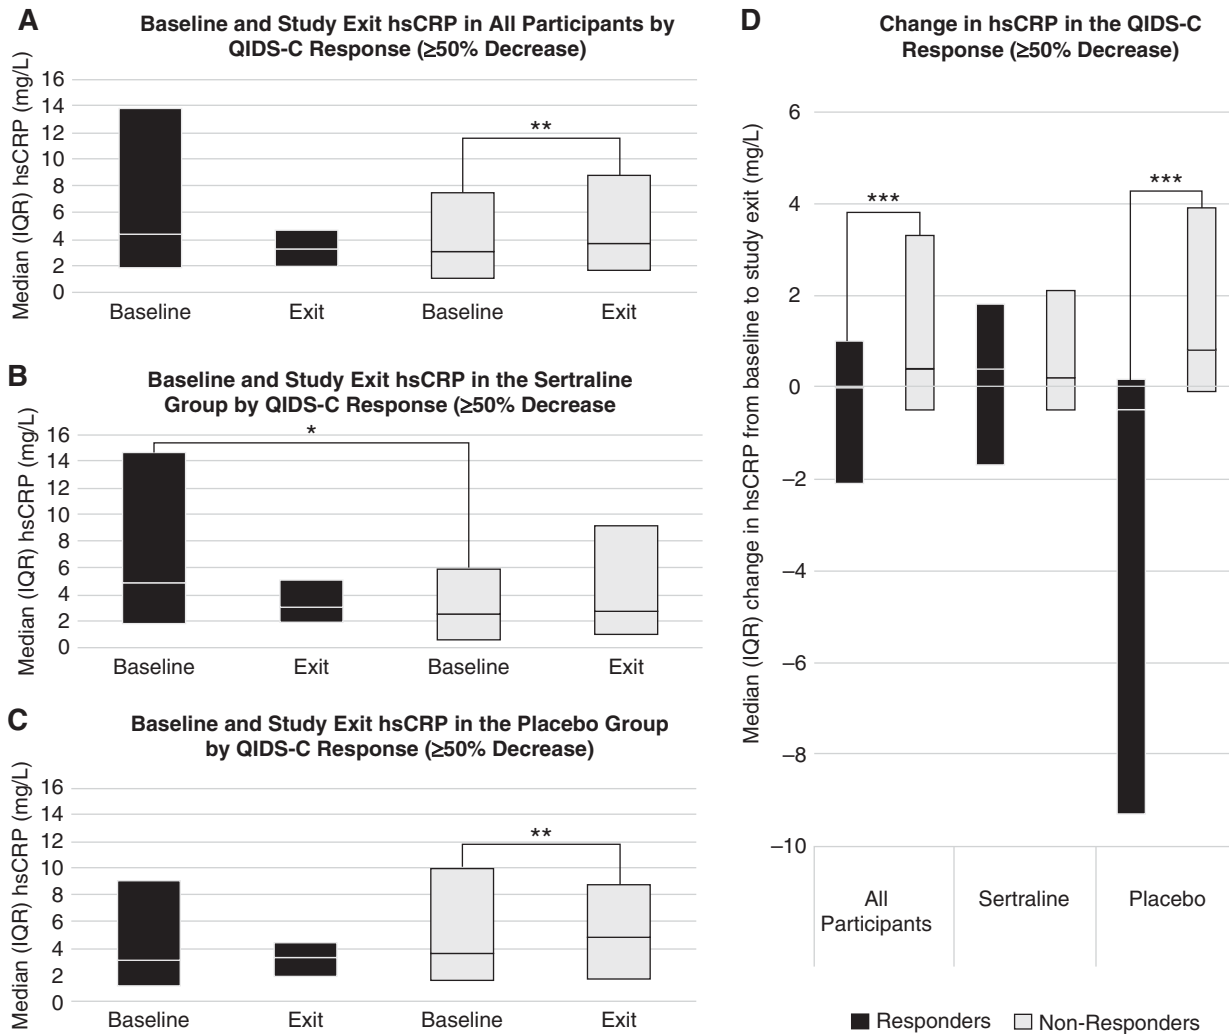 A
Baseline and Study Exit hsCRP in All Participants by
QIDS-C Response (≥50% Decrease)
Median (IQR) hsCRP (mg/L)
16
14
12
10
8
6
4
2
0
**
Baseline
Exit
Baseline
Exit
B
Baseline and Study Exit hsCRP in the Sertraline
Group by QIDS-C Response (≥50% Decrease
Median (IQR) hsCRP (mg/L)
16
14
12
10
8
6
4
2
0
*
Baseline
Exit
Baseline
Exit
C
Baseline and Study Exit hsCRP in the Placebo Group
by QIDS-C Response (≥50% Decrease)
Median (IQR) hsCRP (mg/L)
16
14
12
10
8
6
4
2
0
**
Baseline
Exit
Baseline
Exit
D
Change in hsCRP in the QIDS-C
Response (≥50% Decrease)
Median (IQR) change in hsCRP from baseline to study exit (mg/L)
6
4
2
0
–2
–4
–6
–8
–10
***
***
All
Participants
Sertraline
Placebo
Responders
Non-Responders